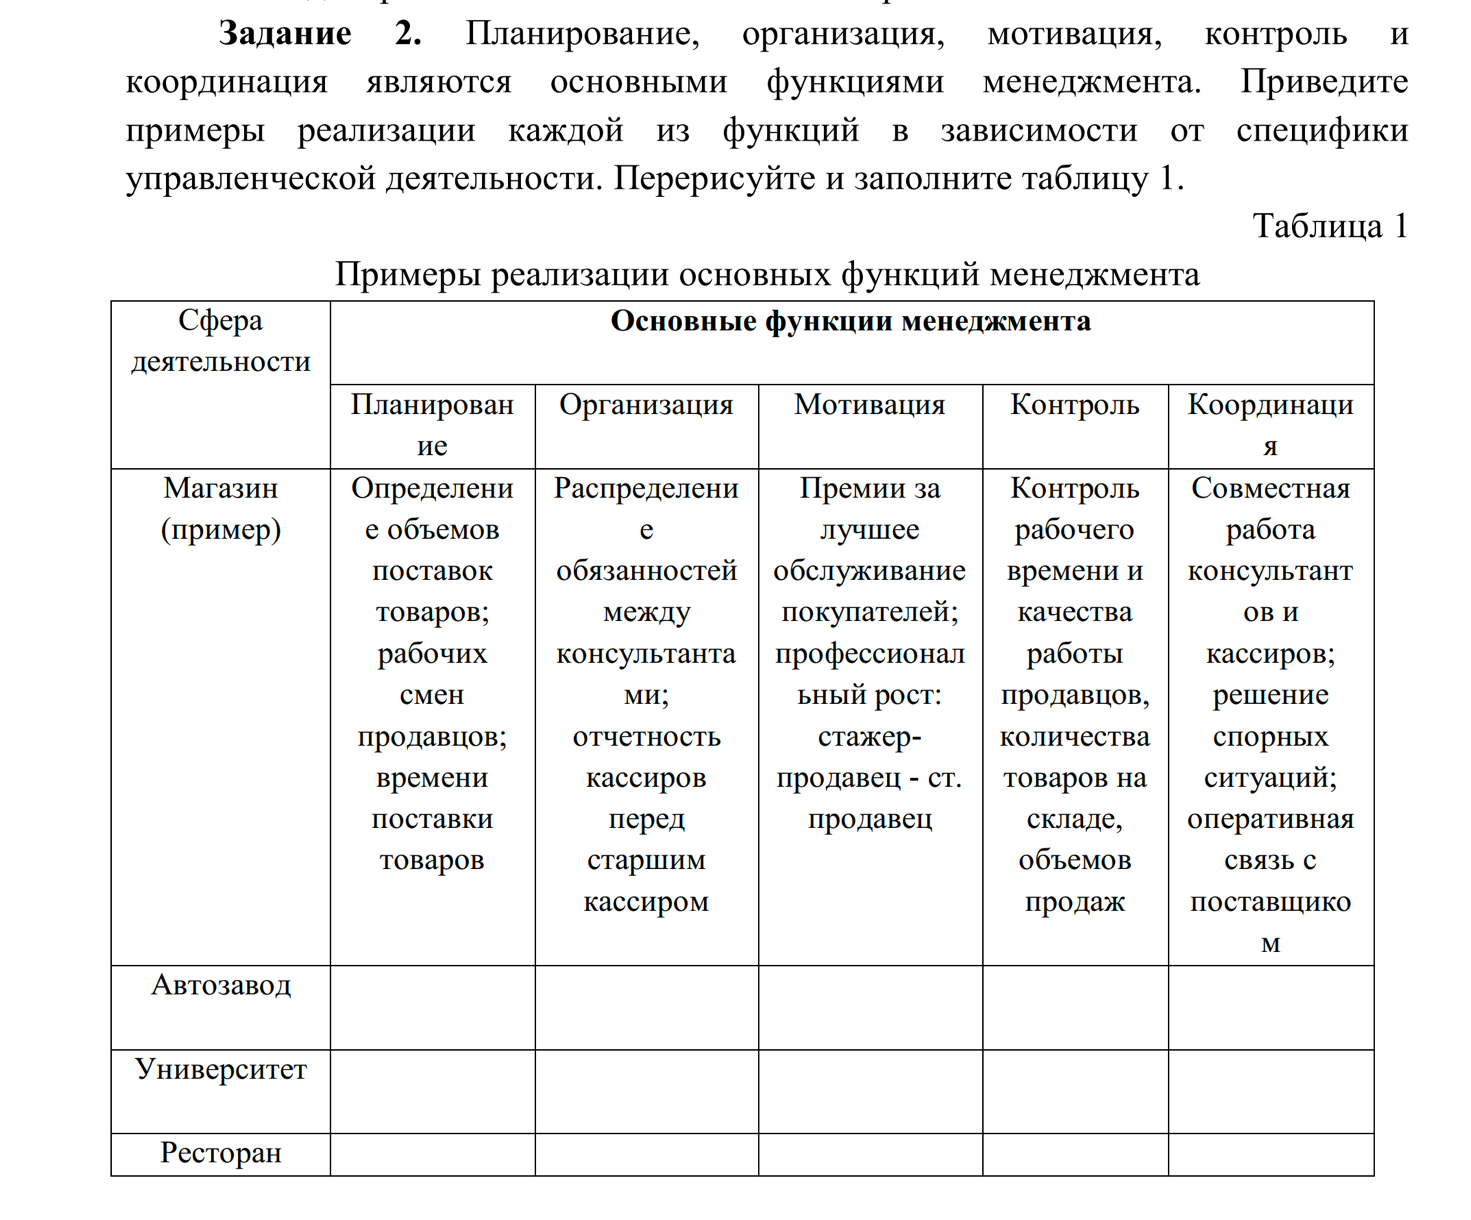 Задание 2. Планирование, организация, мотивация, контроль и
координация являются основными функциями менеджмента. Приведите
примеры реализации каждой из функций в зависимости от специфики
управленческой деятельности. Перерисуйте и заполните таблицу 1.
Таблица 1
Примеры реализации основных функций менеджмента
Сфера
деятельности
Основные функции менеджмента
Планирован
ие
Организация
Мотивация
Контроль
Координаци
я
Магазин
(пример)
Определени
е объемов
поставок
товаров;
рабочих
смен
продавцов;
времени
поставки
товаров
Распределени
е
обязанностей
между
консультанта
ми;
отчетность
кассиров
перед
старшим
кассиром
Премии за
лучшее
обслуживание
покупателей;
профессионал
ьный рост:
стажер-
продавец - ст.
продавец
Контроль
рабочего
времени и
качества
работы
продавцов,
количества
товаров на
складе,
объемов
продаж
Совместная
работа
консультант
ов и
кассиров;
решение
спорных
ситуаций;
оперативная
связь с
поставщико
м
Автозавод
Университет
Ресторан